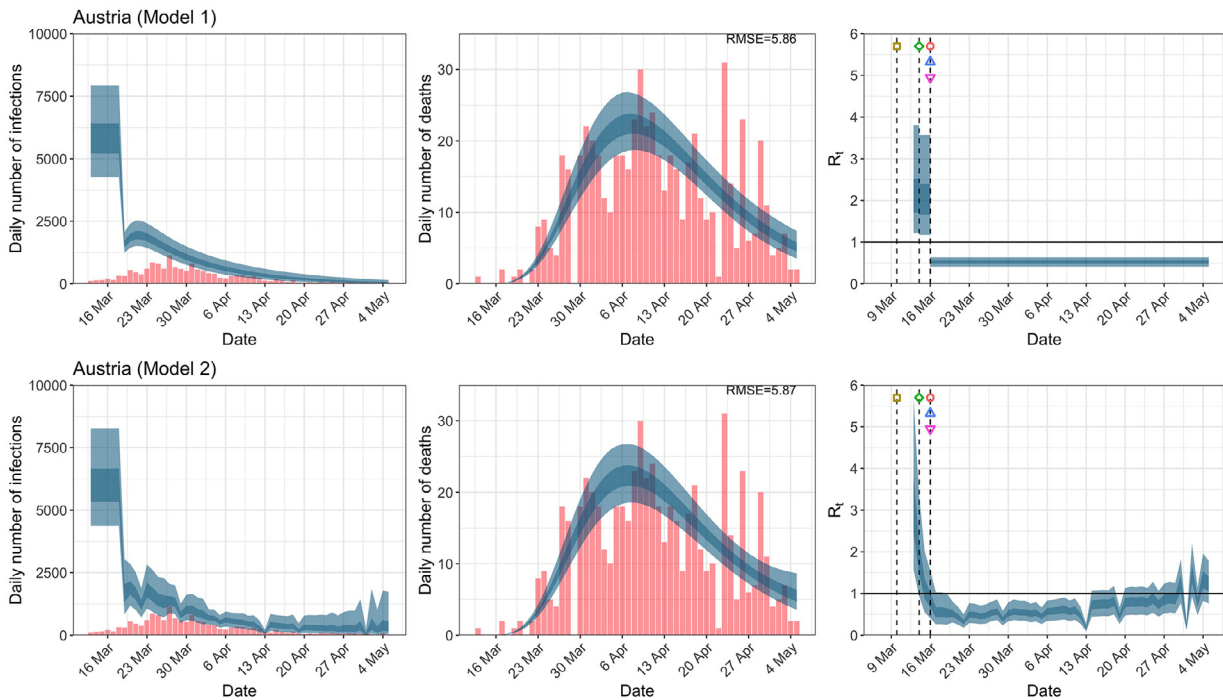 Austria (Model 1)
Daily number of infections
10000
7500
5000
2500
0
16 Mar
23 Mar
30 Mar
6 Apr
13 Apr
20 Apr
27 Apr
4 May
Date
Daily number of deaths
RMSE=5.86
30
20
10
0
16 Mar
23 Mar
30 Mar
6 Apr
13 Apr
20 Apr
27 Apr
4 May
Date
Rt
6
5
4
3
2
1
0
9 Mar
16 Mar
23 Mar
30 Mar
6 Apr
13 Apr
20 Apr
27 Apr
4 May
Date
Austria (Model 2)
Daily number of infections
10000
7500
5000
2500
0
16 Mar
23 Mar
30 Mar
6 Apr
13 Apr
20 Apr
27 Apr
4 May
Date
Daily number of deaths
RMSE=5.87
30
20
10
0
16 Mar
23 Mar
30 Mar
6 Apr
13 Apr
20 Apr
27 Apr
4 May
Date
Rt
6
5
4
3
2
1
0
9 Mar
16 Mar
23 Mar
30 Mar
6 Apr
13 Apr
20 Apr
27 Apr
4 May
Date